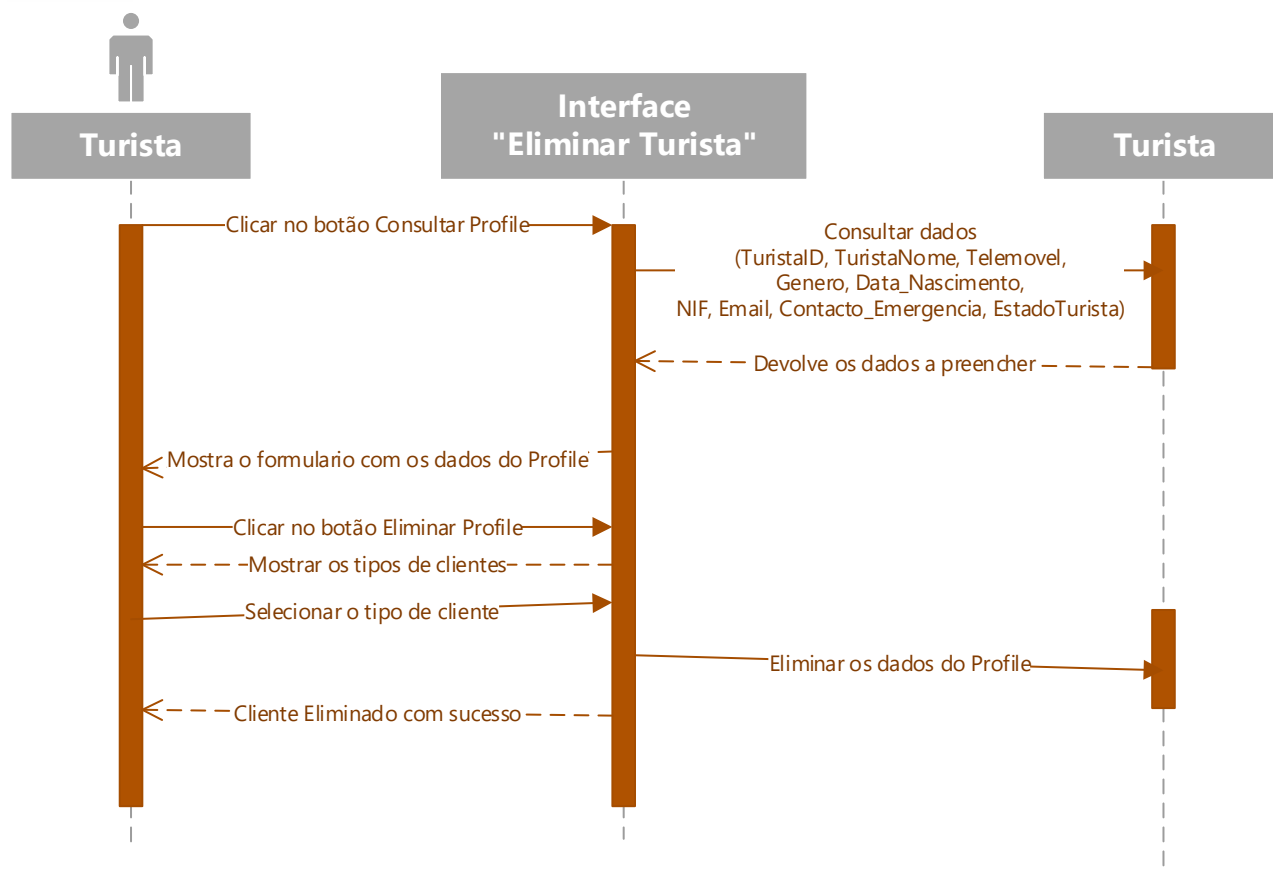 Turista
Interface
"Eliminar Turista"
Turista
Clicar no botão Consultar Profile
Consultar dados
(TuristaID, TuristaNome, Telemovel,
Genero, Data_Nascimento,
NIF, Email, Contacto_Emergencia, EstadoTurista)
Devolve os dados a preencher
Mostra o formulario com os dados do Profile
Clicar no botão Eliminar Profile
Mostrar os tipos de clientes
Selecionar o tipo de cliente
Eliminar os dados do Profile
Cliente Eliminado com sucesso